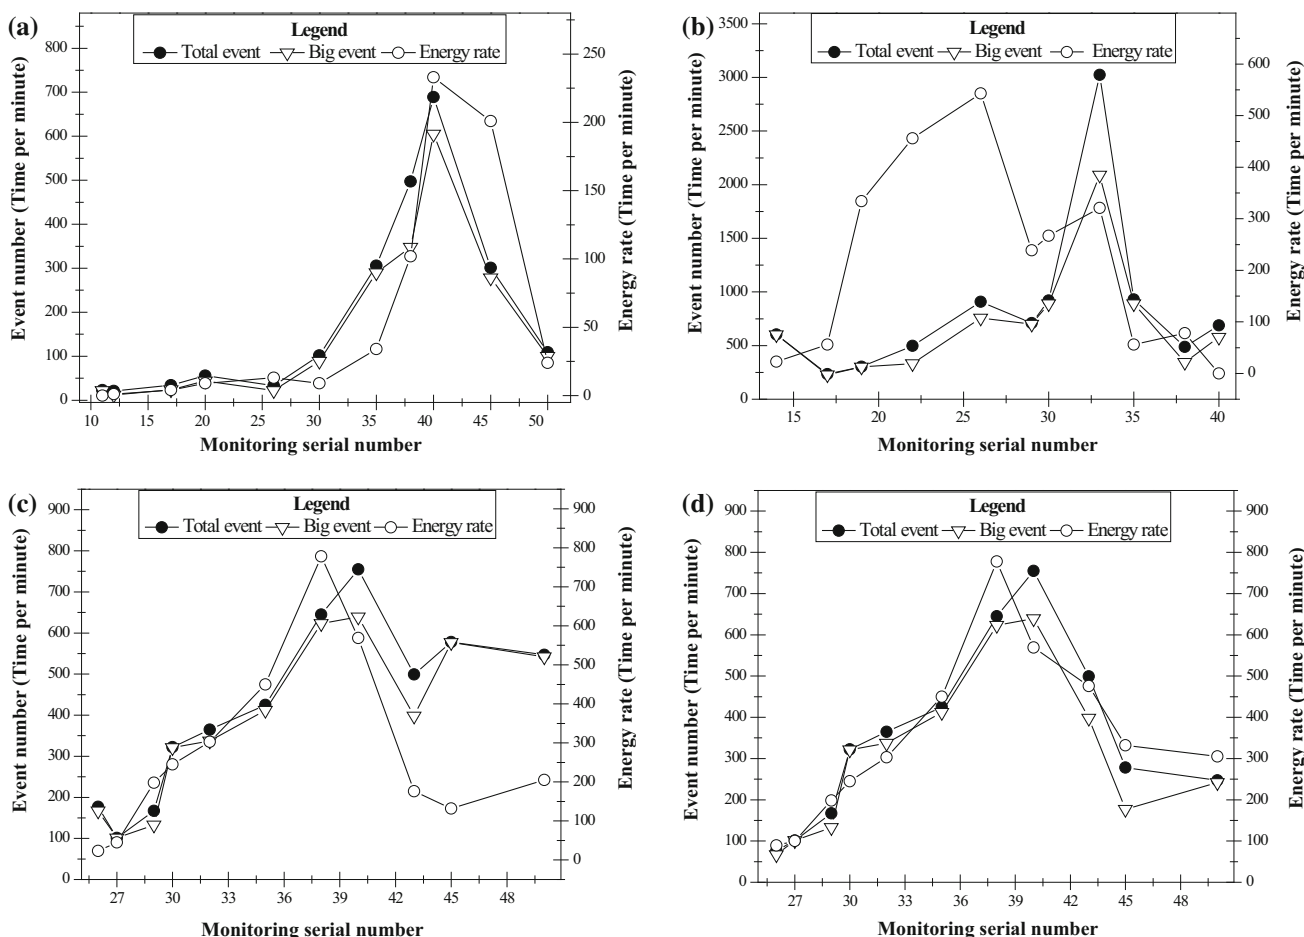 (a)
Legend
Total event Big event Energy rate
Event number (Time per minute)
800
700
600
500
400
300
200
100
0
250
200
150
100
50
0
Energy rate (Time per minute)
10 15 20 25 30 35 40 45 50
Monitoring serial number
(b)
Legend
Total event Big event Energy rate
Event number (Time per minute)
3500
3000
2500
2000
1500
1000
500
0
600
500
400
300
200
100
0
Energy rate (Time per minute)
15 20 25 30 35 40
Monitoring serial number
(c)
Legend
Total event Big event Energy rate
Event number (Time per minute)
900
800
700
600
500
400
300
200
100
0
900
800
700
600
500
400
300
200
100
0
Energy rate (Time per minute)
27 30 33 36 39 42 45 48
Monitoring serial number
(d)
Legend
Total event Big event Energy rate
Event number (Time per minute)
900
800
700
600
500
400
300
200
100
0
900
800
700
600
500
400
300
200
100
0
Energy rate (Time per minute)
27 30 33 36 39 42 45 48
Monitoring serial number